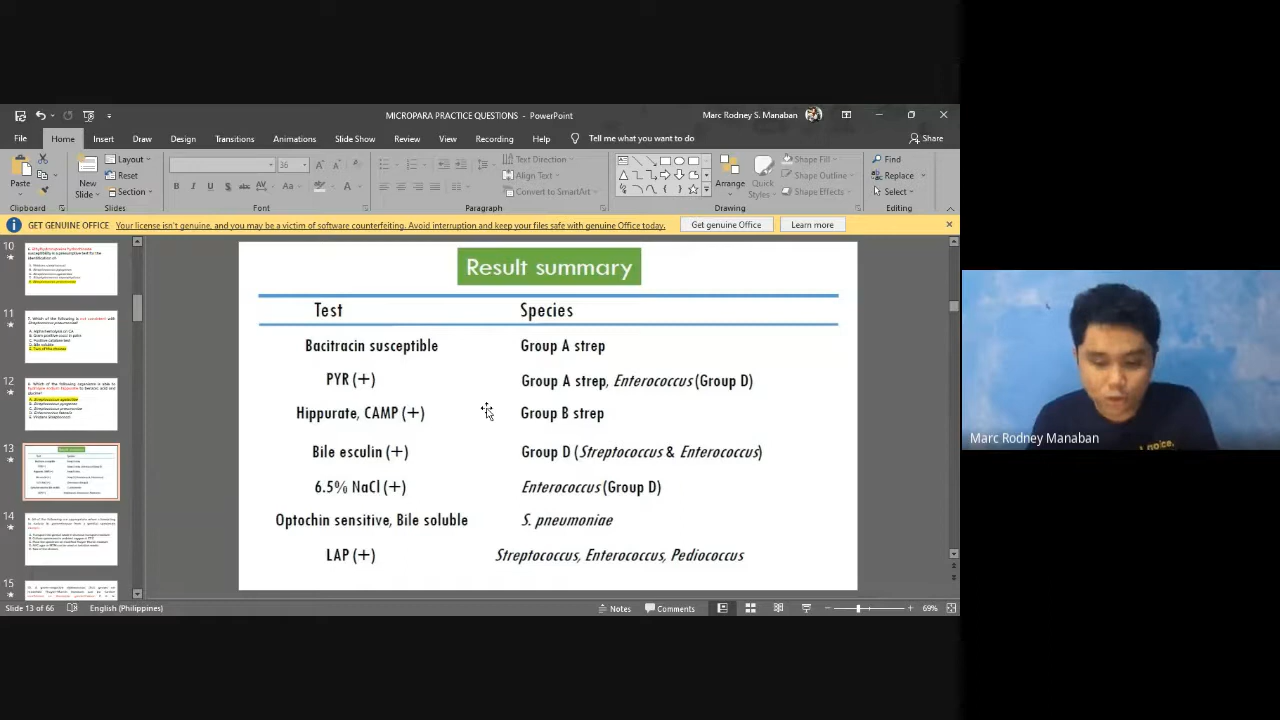 MICROPARA PRACTICE QUESTIONS - PowerPoint
Marc Rodney S. Manaban
File Home Insert Draw Design Transitions Animations Slide Show Review View Recording Help Tell me what you want to do Share
Paste
New Slide
Layout
Reset
Section
36
Text Direction
Align Text
Convert to SmartArt
Arrange
Quick Styles
Shape Fill
Shape Outline
Shape Effects
Find
Replace
Select
Clipboard Slides Font Paragraph Drawing Editing
GET GENUINE OFFICE Your license isn't genuine, and you may be a victim of software counterfeiting. Avoid interruption and keep your files safe with genuine Office today. Get genuine Office Learn more
10
11
12
13
14
15
Result summary
Test Species
Bacitracin susceptible Group A strep
PYR (+) Group A strep, Enterococcus (Group D)
Hippurate, CAMP (+) Group B strep
Bile esculin (+) Group D (Streptococcus & Enterococcus)
6.5% NaCl (+) Enterococcus (Group D)
Optochin sensitive, Bile soluble S. pneumoniae
LAP (+) Streptococcus, Enterococcus, Pediococcus
Marc Rodney Manaban
Slide 13 of 66 English (Philippines) Notes Comments 69%